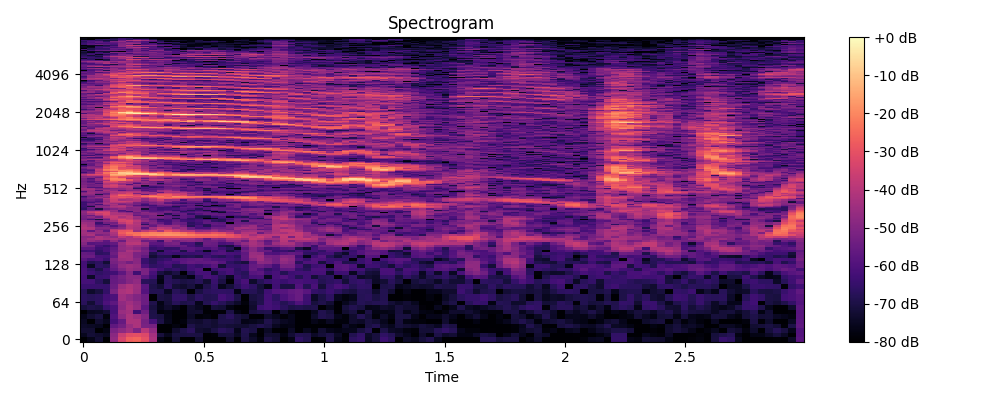 Spectrogram
Hz
4096
2048
1024
512
256
128
64
0
0
0.5
1
1.5
2
2.5
Time
+0 dB
-10 dB
-20 dB
-30 dB
-40 dB
-50 dB
-60 dB
-70 dB
-80 dB